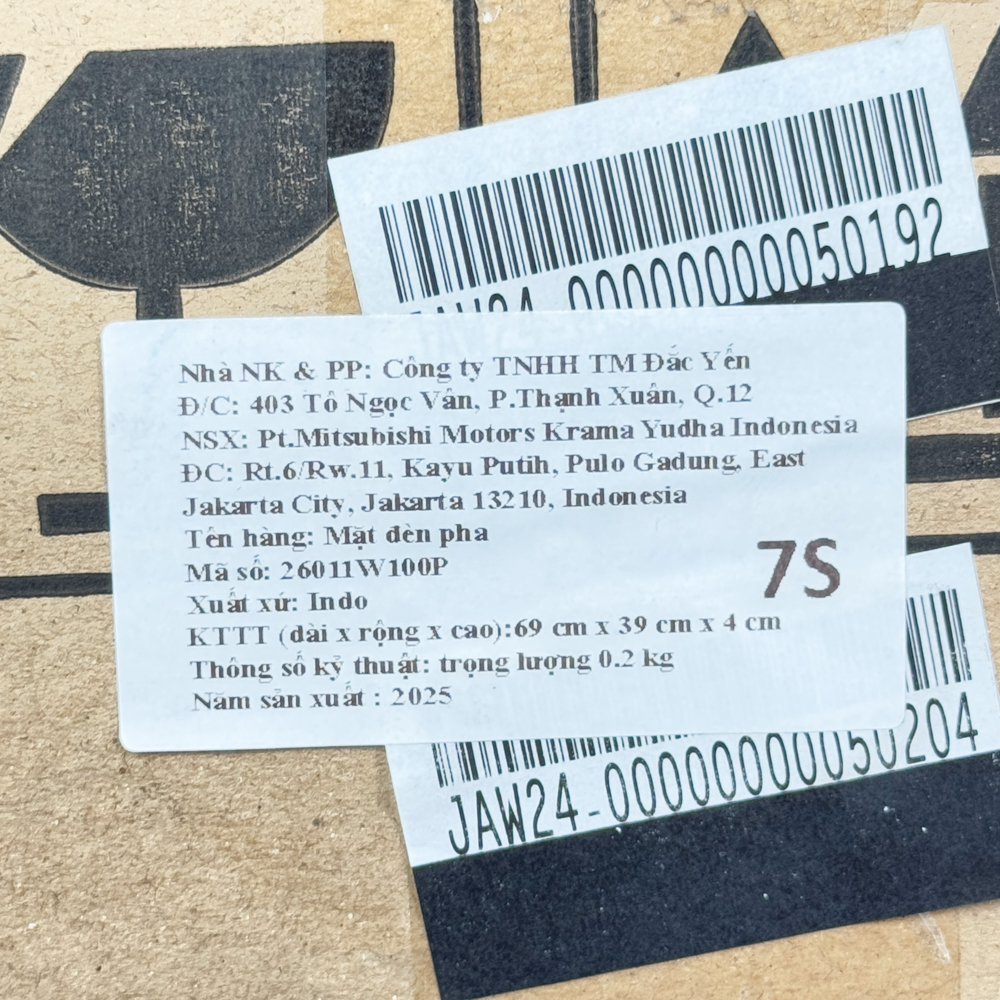 0000000000050192
Nhà NK & PP: Công ty TNHH TM Đắc Yến
Đ/C: 403 Tô Ngọc Vân, P.Thạnh Xuân, Q.12
NSX: Pt.Mitsubishi Motors Krama Yudha Indonesia
ĐC: Rt.6/Rw.11, Kayu Putih, Pulo Gadung, East
Jakarta City, Jakarta 13210, Indonesia
Tên hàng: Mặt đèn pha
Mã số: 26011W100P
7S
Xuất xứ: Indo
KTTT (dài x rộng x cao):69 cm x 39 cm x 4 cm
Thông số kỹ thuật: trọng lượng 0.2 kg
Năm sản xuất : 2025
JAW24-00000000050204